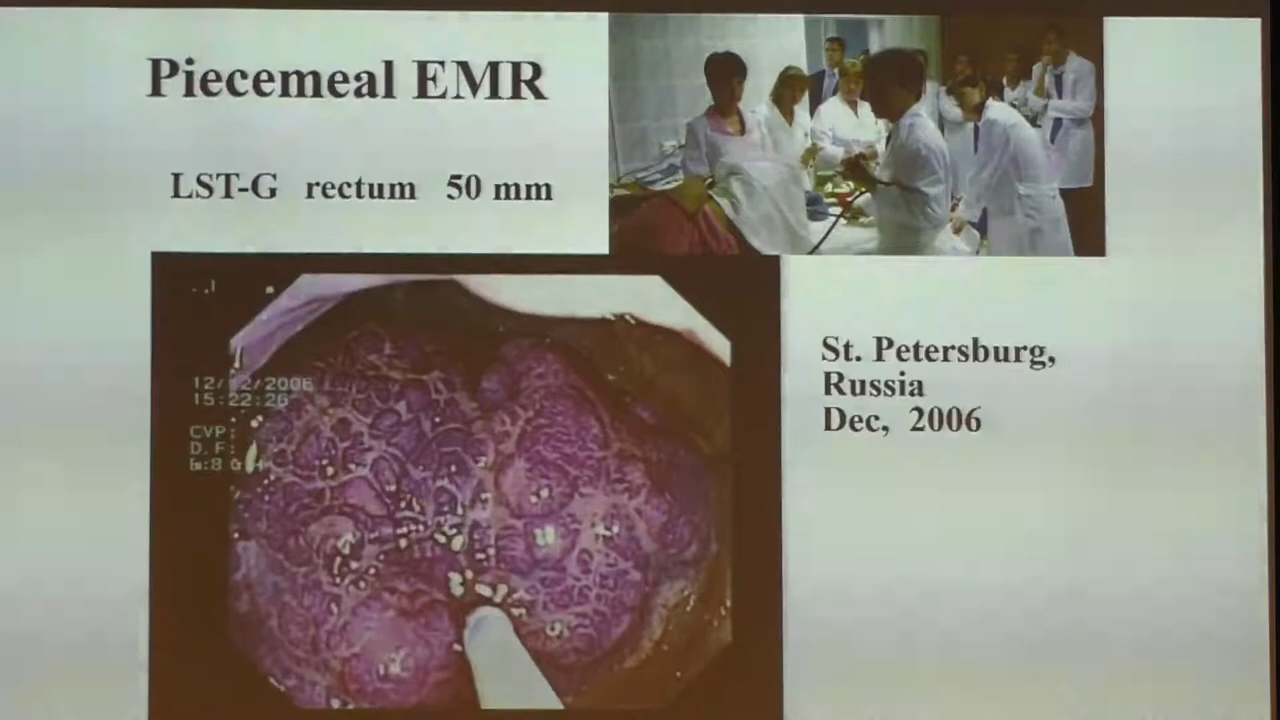 Piecemeal EMR
LST-G rectum 50 mm
St. Petersburg,
Russia
Dec, 2006
12/12/2006
15:22:26
CVP:
D.F: